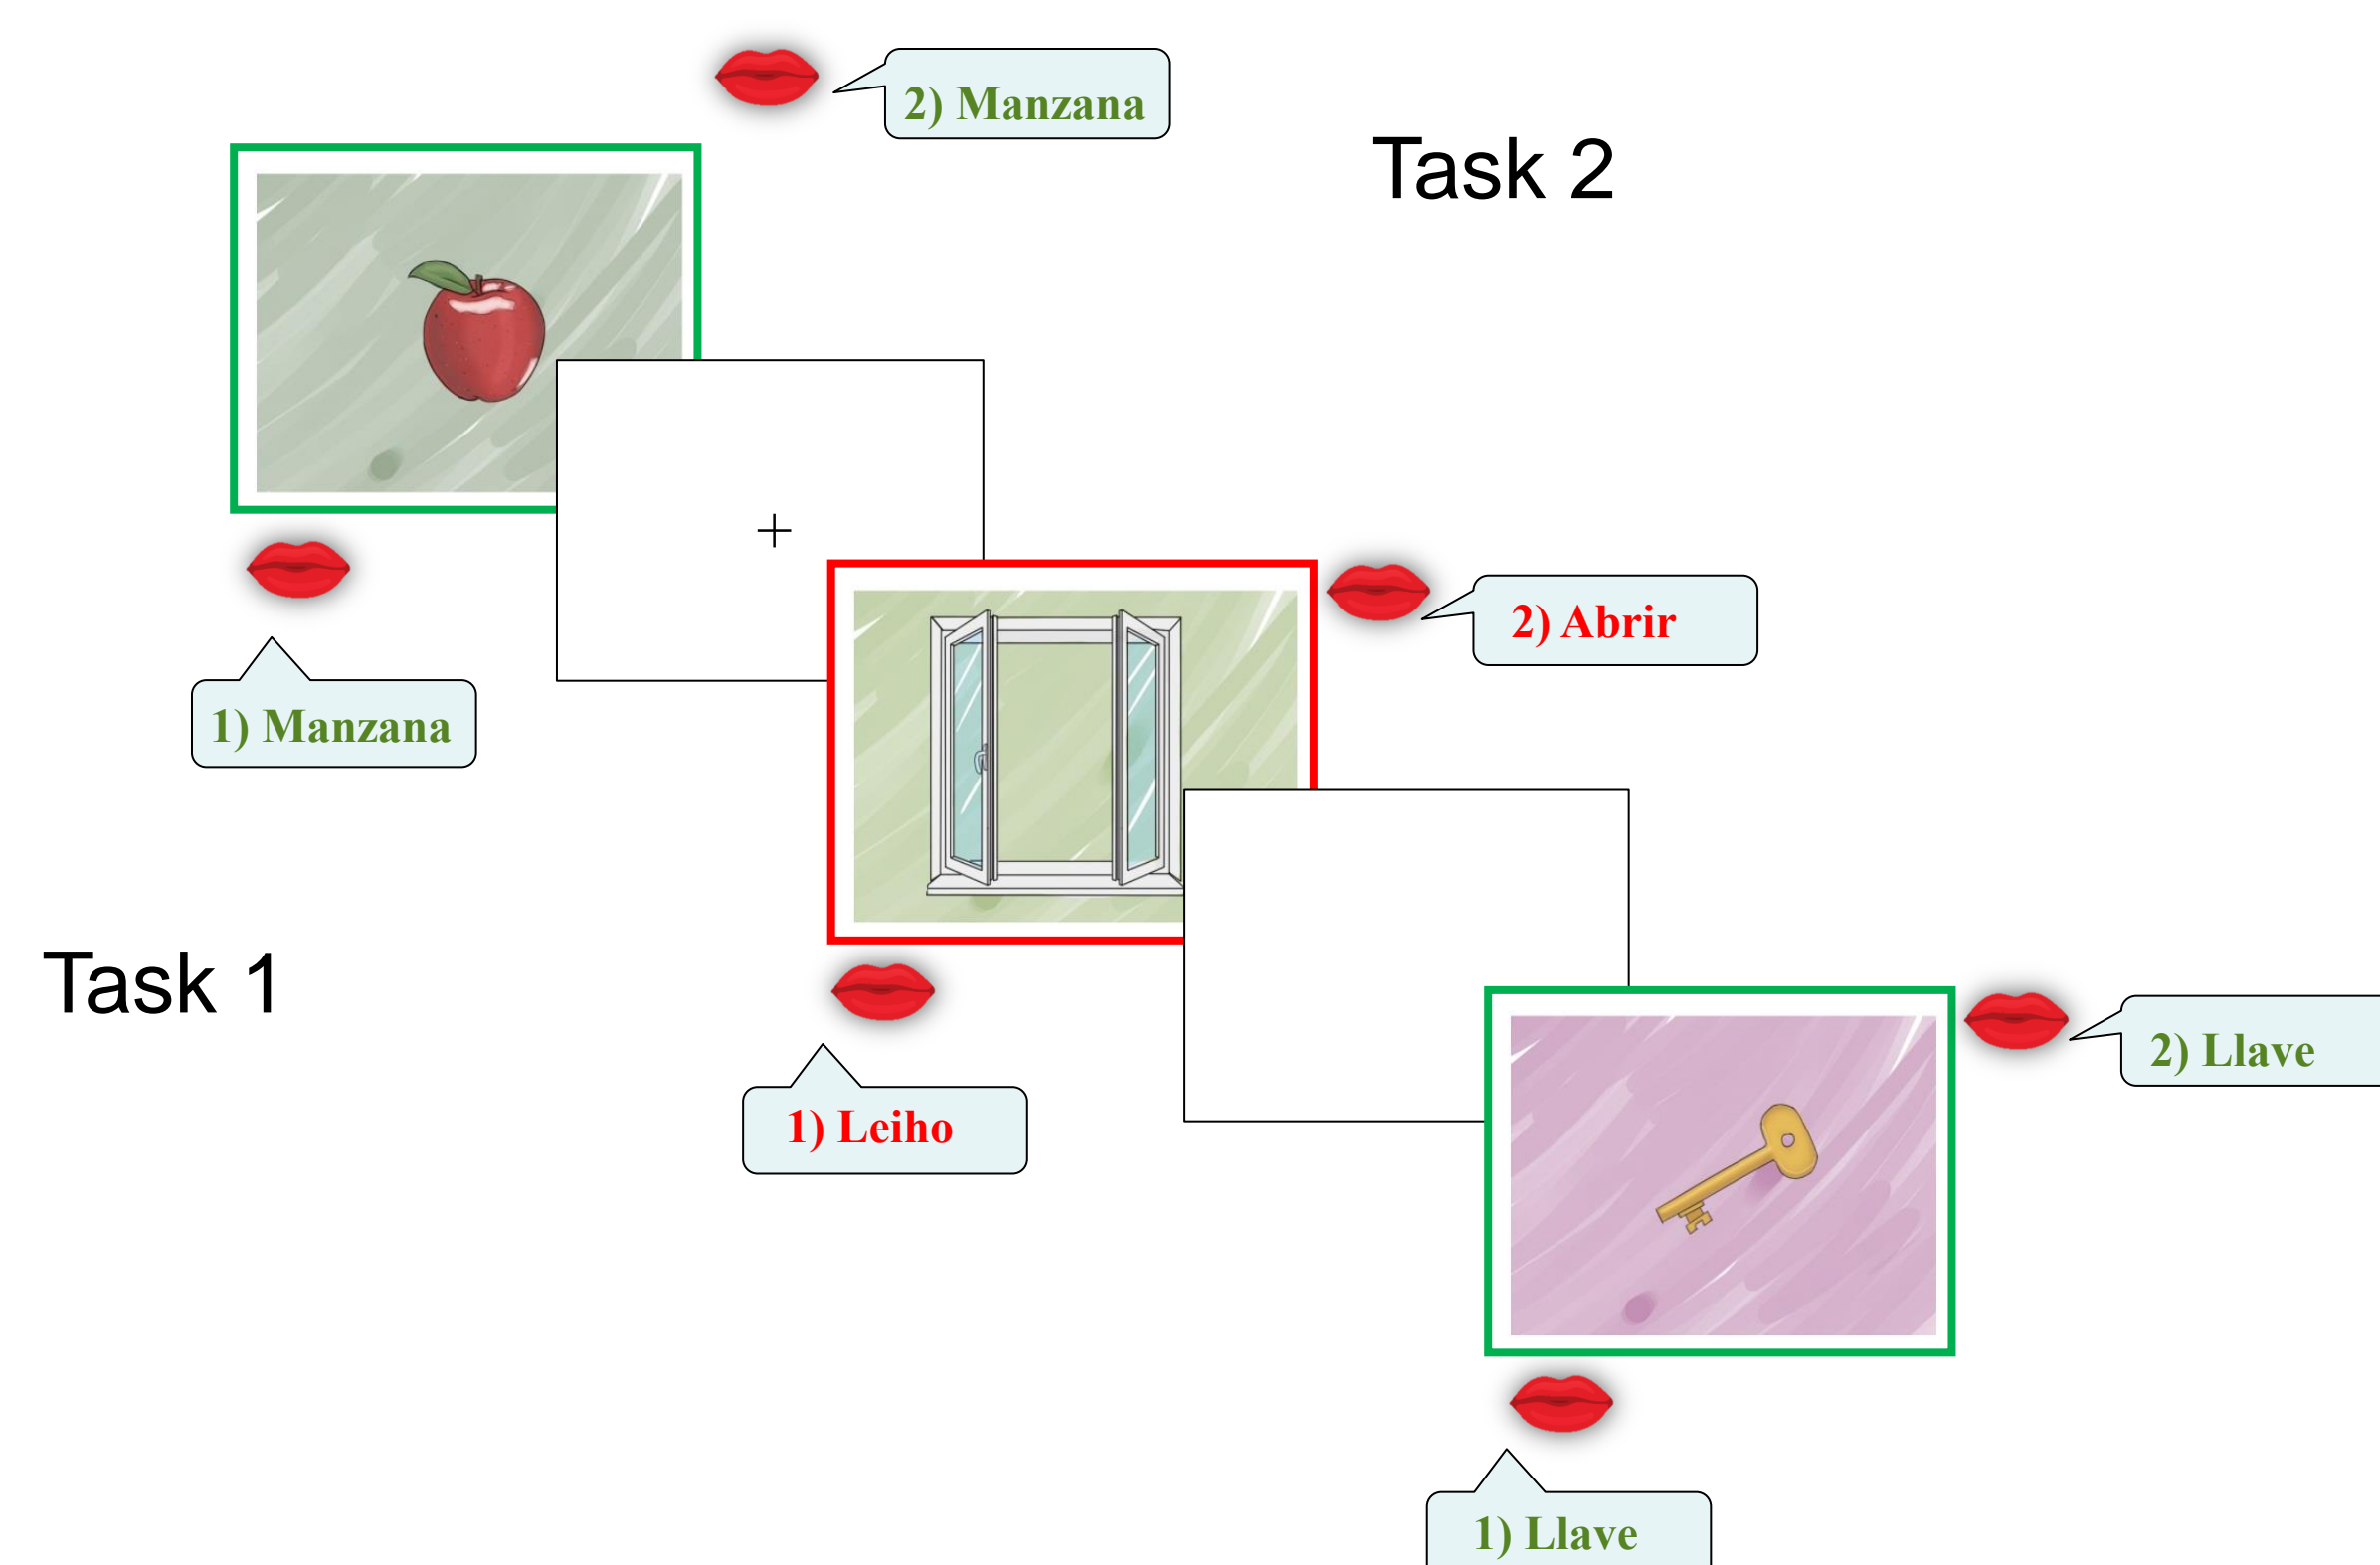 2) Manzana
Task 2
2) Abrir
1) Manzana
Task 1
2) Llave
1) Leiho
1) Llave